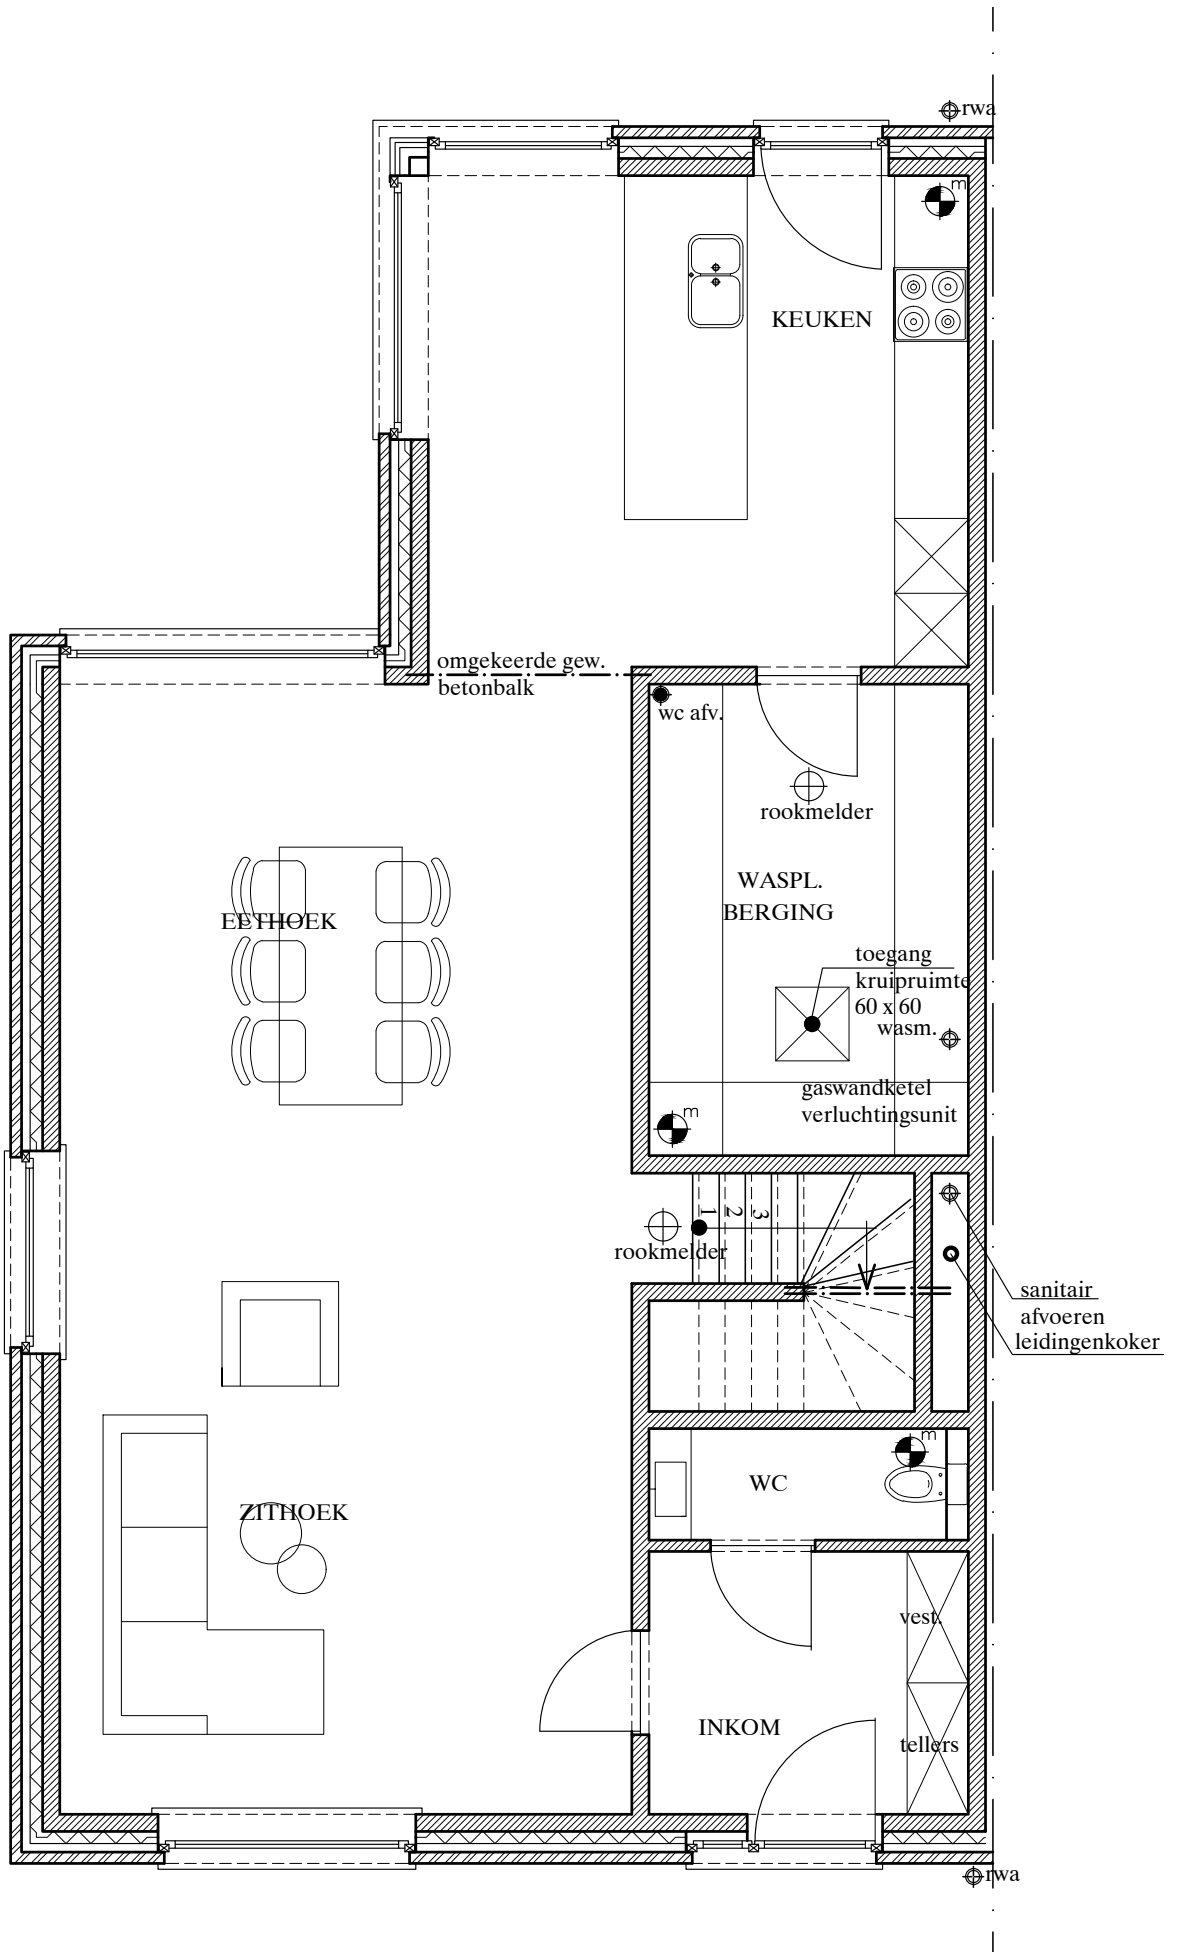 rwa
m
KEUKEN
omgekeerde gew.
betonbalk
wc afv.
rookmelder
WASPL.
BERGING
EETHOEK
toegang
kruipruimte
60 x 60
wasm.
gaswandketel
verluchtingsunit
m
1 2 3
rookmelder
sanitair
afvoeren
leidingenkoker
m
WC
ZITHOEK
vest.
INKOM
tellers
rwa